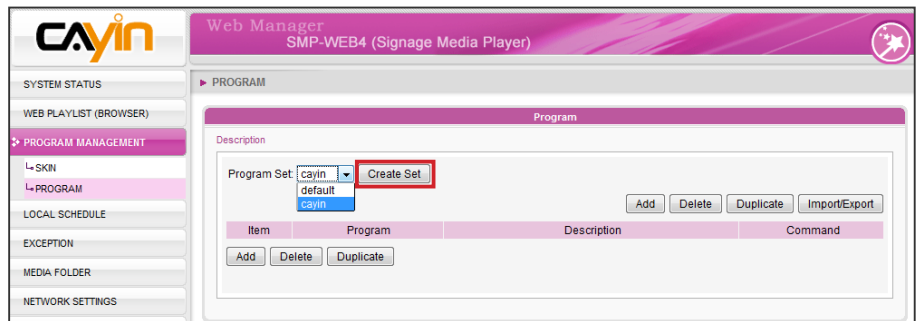 CAYIN
Web Manager
SMP-WEB4 (Signage Media Player)
SYSTEM STATUS
WEB PLAYLIST (BROWSER)
PROGRAM MANAGEMENT
SKIN
PROGRAM
LOCAL SCHEDULE
EXCEPTION
MEDIA FOLDER
NETWORK SETTINGS
PROGRAM
Program
Description
Program Set: cayin Create Set
default
cayin
Add Delete Duplicate Import/Export
Item Program Description Command
Add Delete Duplicate